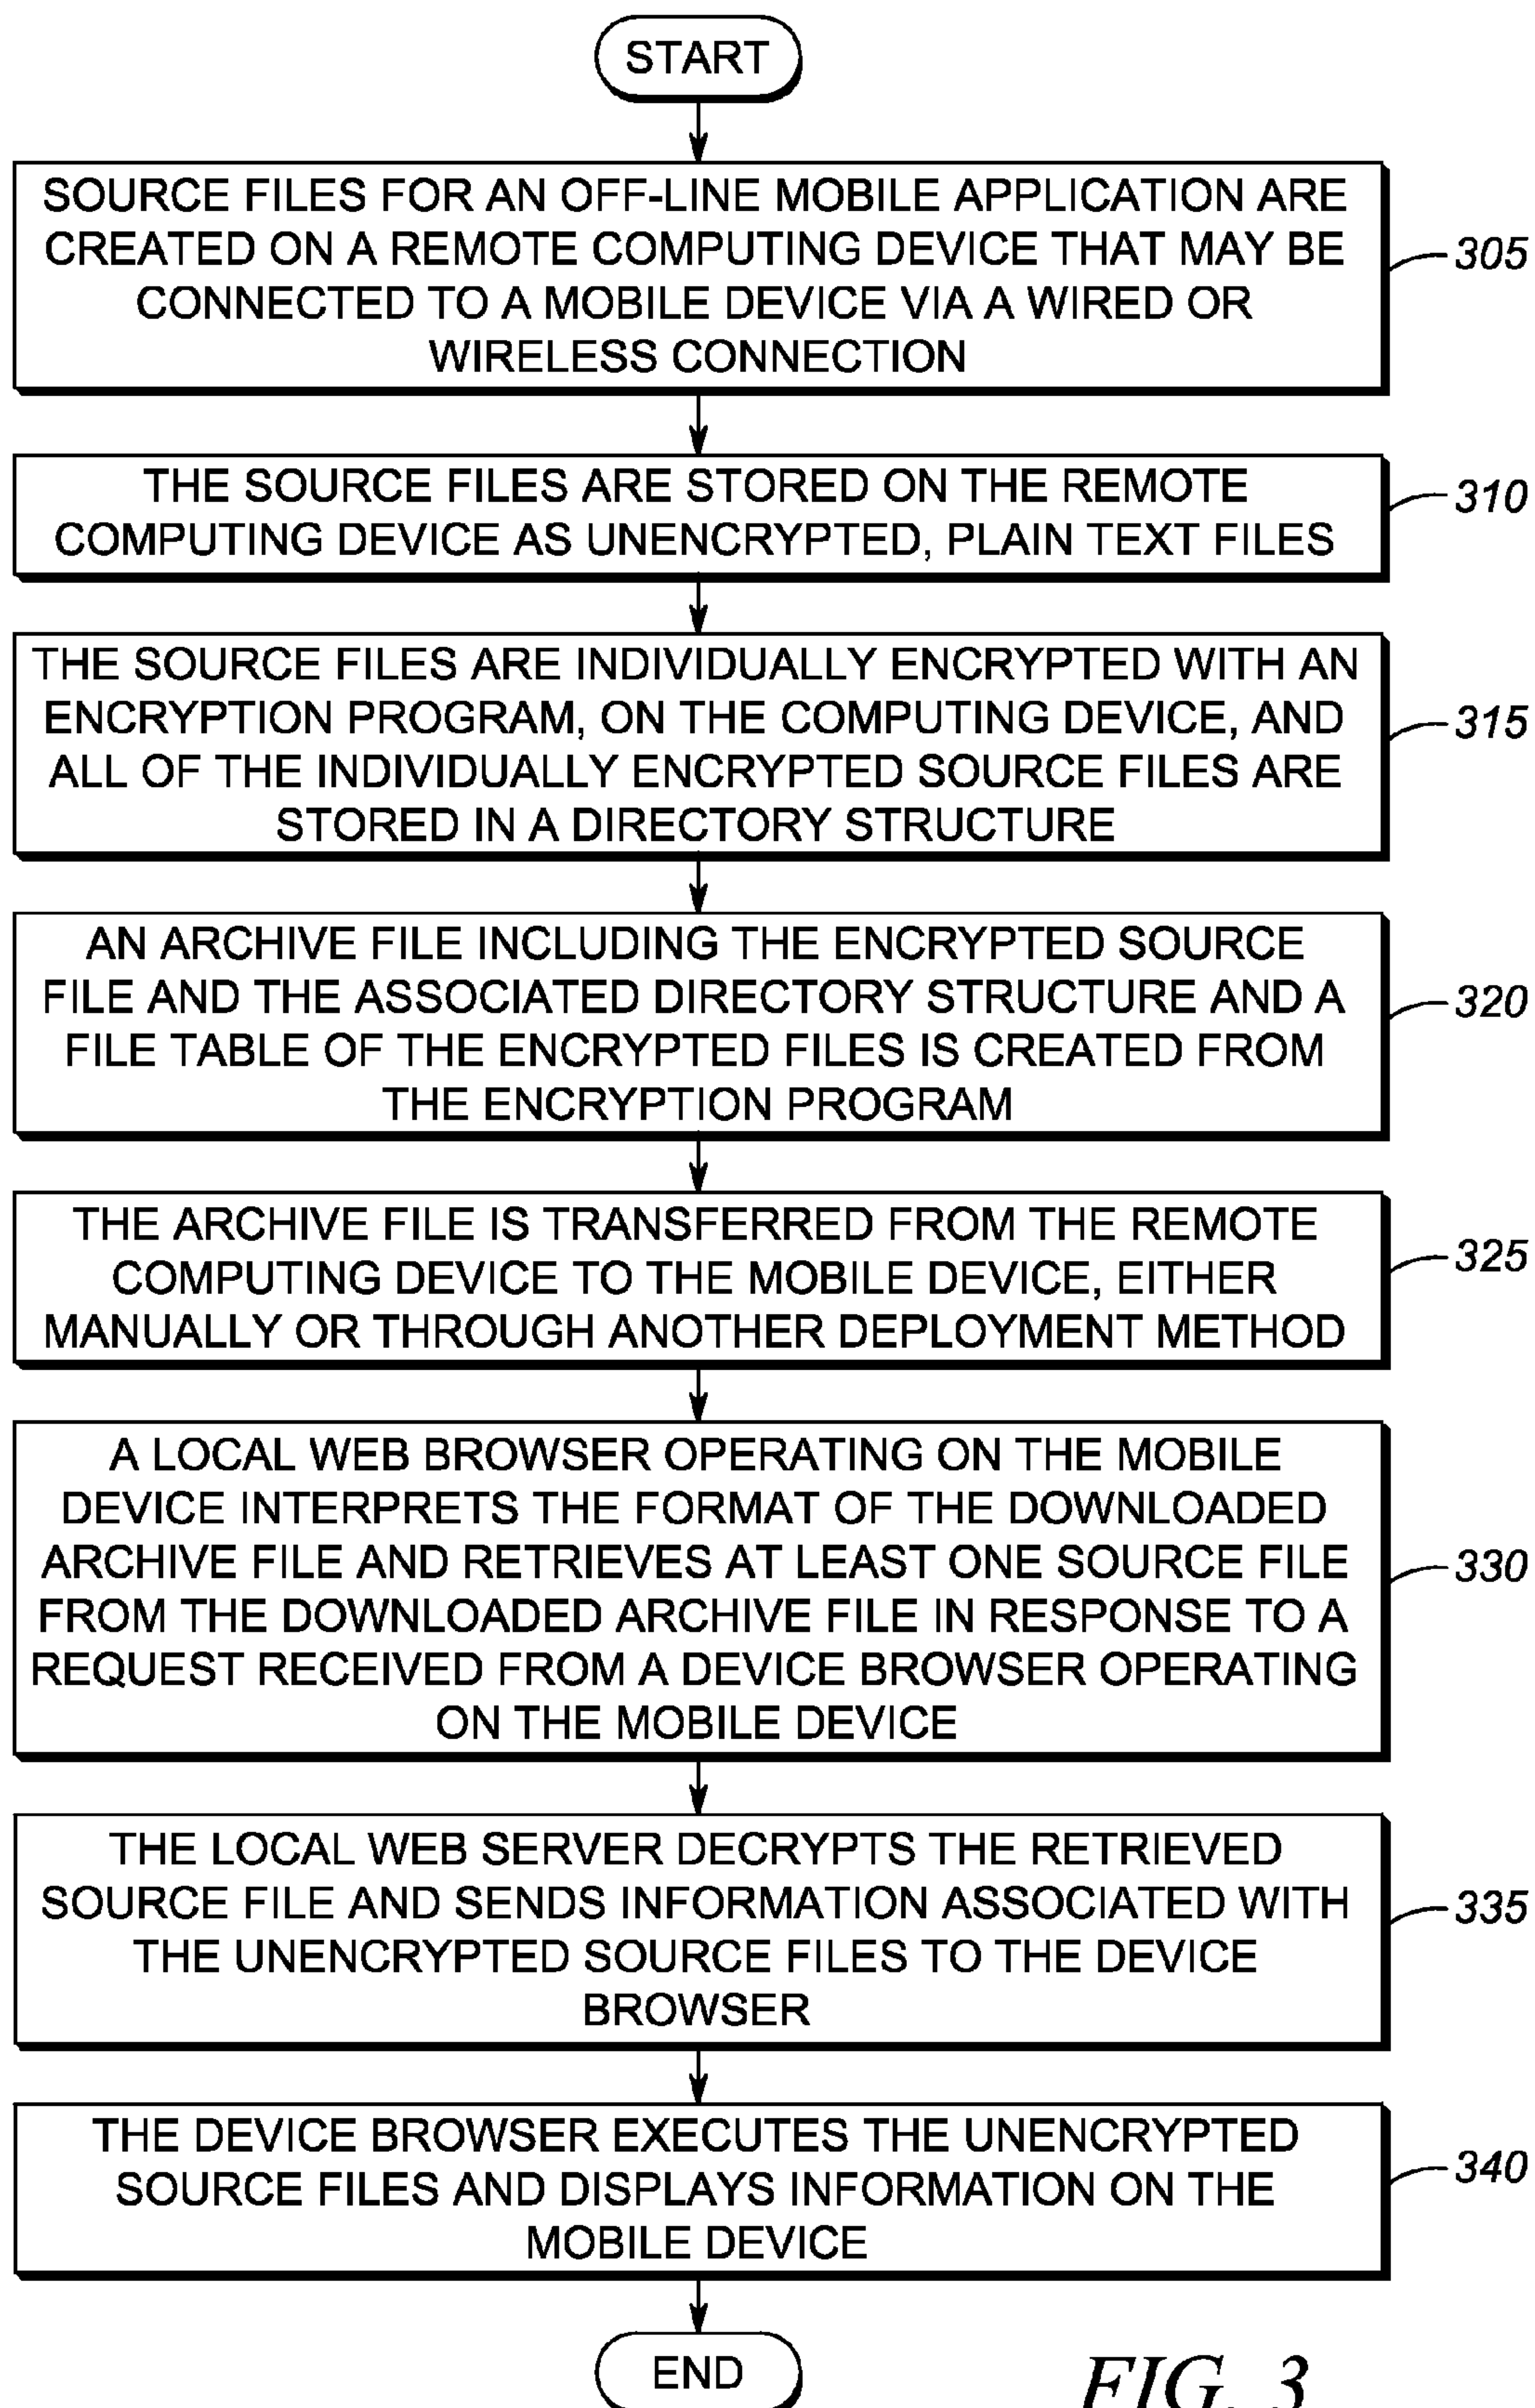 START
SOURCE FILES FOR AN OFF-LINE MOBILE APPLICATION ARE
CREATED ON A REMOTE COMPUTING DEVICE THAT MAY BE
CONNECTED TO A MOBILE DEVICE VIA A WIRED OR
WIRELESS CONNECTION
305
THE SOURCE FILES ARE STORED ON THE REMOTE
COMPUTING DEVICE AS UNENCRYPTED, PLAIN TEXT FILES
310
THE SOURCE FILES ARE INDIVIDUALLY ENCRYPTED WITH AN
ENCRYPTION PROGRAM, ON THE COMPUTING DEVICE, AND
ALL OF THE INDIVIDUALLY ENCRYPTED SOURCE FILES ARE
STORED IN A DIRECTORY STRUCTURE
315
AN ARCHIVE FILE INCLUDING THE ENCRYPTED SOURCE
FILE AND THE ASSOCIATED DIRECTORY STRUCTURE AND A
FILE TABLE OF THE ENCRYPTED FILES IS CREATED FROM
THE ENCRYPTION PROGRAM
320
THE ARCHIVE FILE IS TRANSFERRED FROM THE REMOTE
COMPUTING DEVICE TO THE MOBILE DEVICE, EITHER
MANUALLY OR THROUGH ANOTHER DEPLOYMENT METHOD
325
A LOCAL WEB BROWSER OPERATING ON THE MOBILE
DEVICE INTERPRETS THE FORMAT OF THE DOWNLOADED
ARCHIVE FILE AND RETRIEVES AT LEAST ONE SOURCE FILE
FROM THE DOWNLOADED ARCHIVE FILE IN RESPONSE TO A
REQUEST RECEIVED FROM A DEVICE BROWSER OPERATING
ON THE MOBILE DEVICE
330
THE LOCAL WEB SERVER DECRYPTS THE RETRIEVED
SOURCE FILE AND SENDS INFORMATION ASSOCIATED WITH
THE UNENCRYPTED SOURCE FILES TO THE DEVICE
BROWSER
335
THE DEVICE BROWSER EXECUTES THE UNENCRYPTED
SOURCE FILES AND DISPLAYS INFORMATION ON THE
MOBILE DEVICE
340
END
FIG. 3